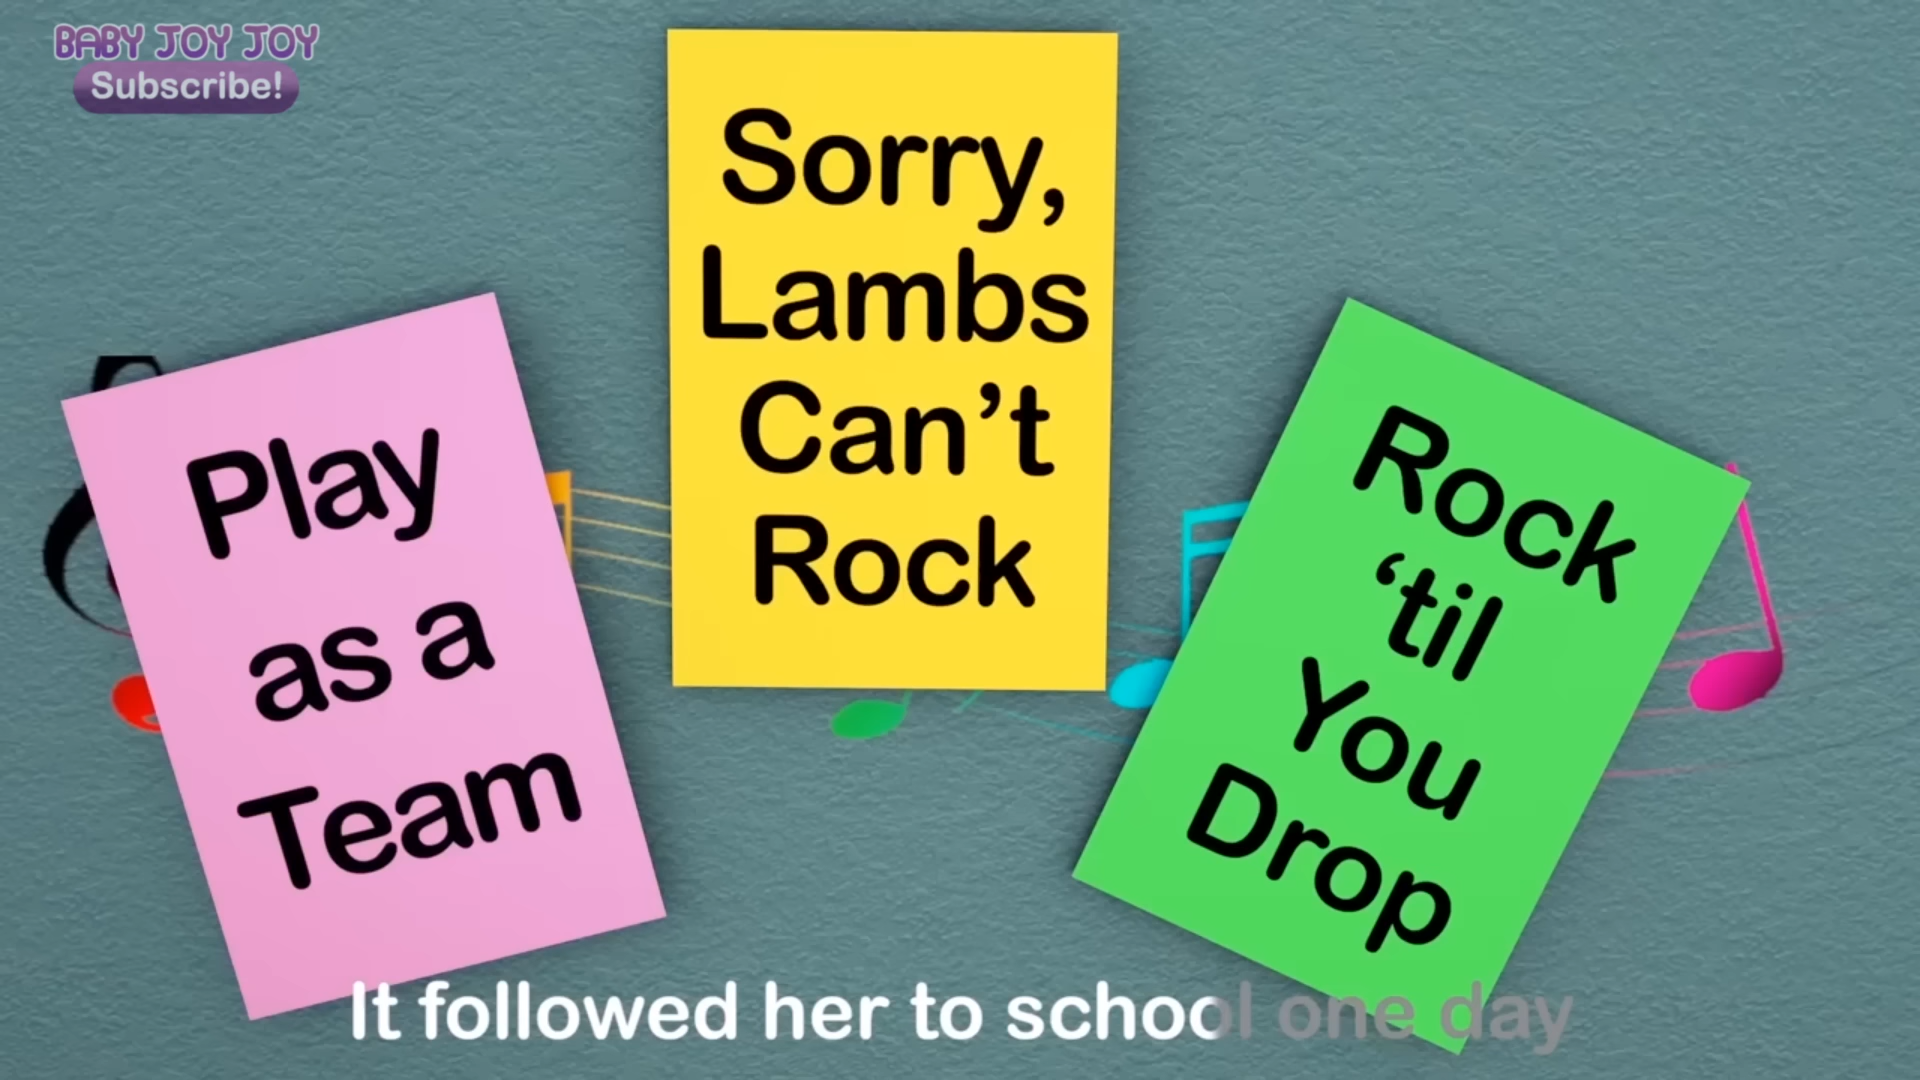 BABY JOY JOY
Subscribe!
Sorry,
Lambs
Can’t
Rock
Play
as a
Team
Rock
‘til
You
Drop
It followed her to school one day